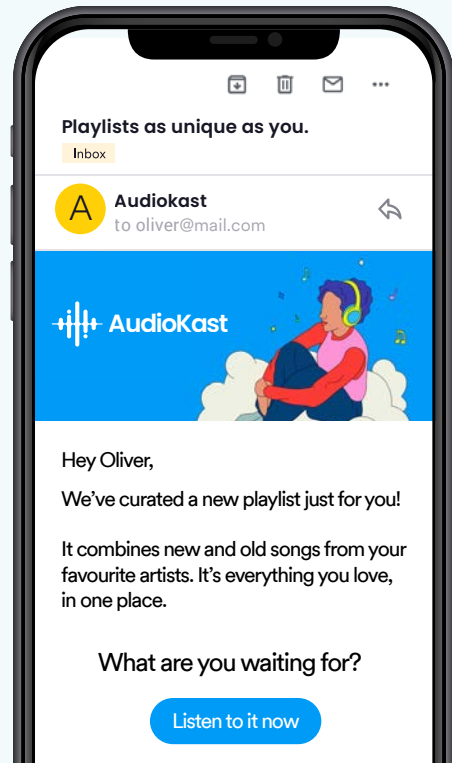 Playlists as unique as you.
Inbox
A
Audiokast
to oliver@mail.com
AudioKast
Hey Oliver,
We’ve curated a new playlist just for you!
It combines new and old songs from your
favourite artists. It’s everything you love,
in one place.
What are you waiting for?
Listen to it now